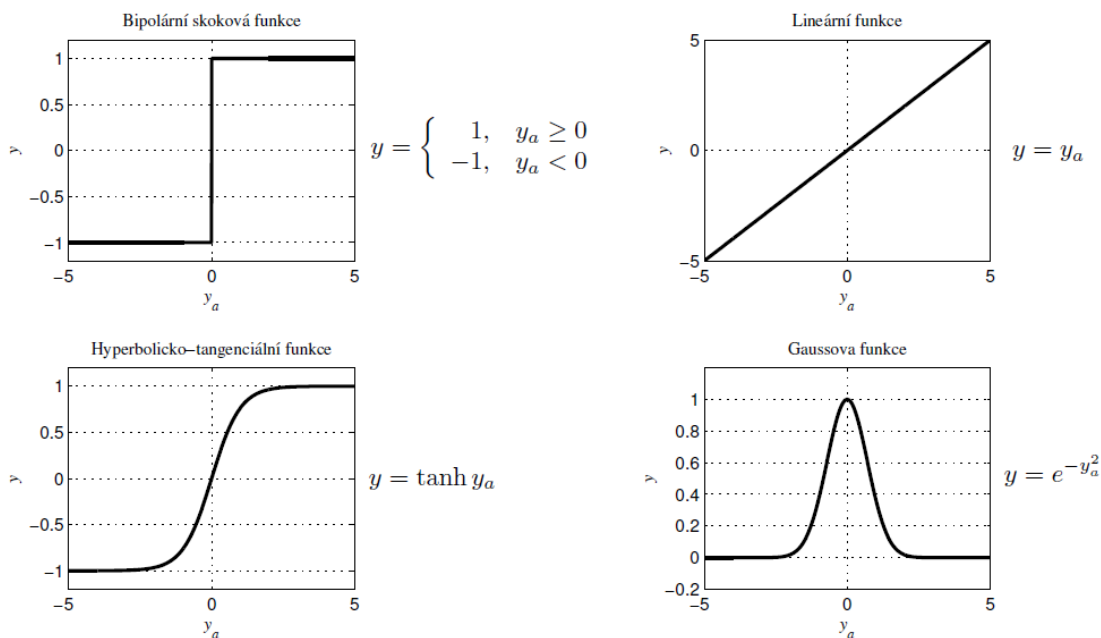 Bipolární skoková funkce
1
0.5
0
−0.5
−1
−5
0
5
y
y_a
y = { 1, y_a ≥ 0
−1, y_a < 0
Lineární funkce
5
0
−5
−5
0
5
y
y_a
y = y_a
Hyperbolicko−tangenciální funkce
1
0.5
0
−0.5
−1
−5
0
5
y
y_a
y = tanh y_a
Gaussova funkce
1
0.8
0.6
0.4
0.2
0
−0.2
−5
0
5
y
y_a
y = e^{−y_a^2}